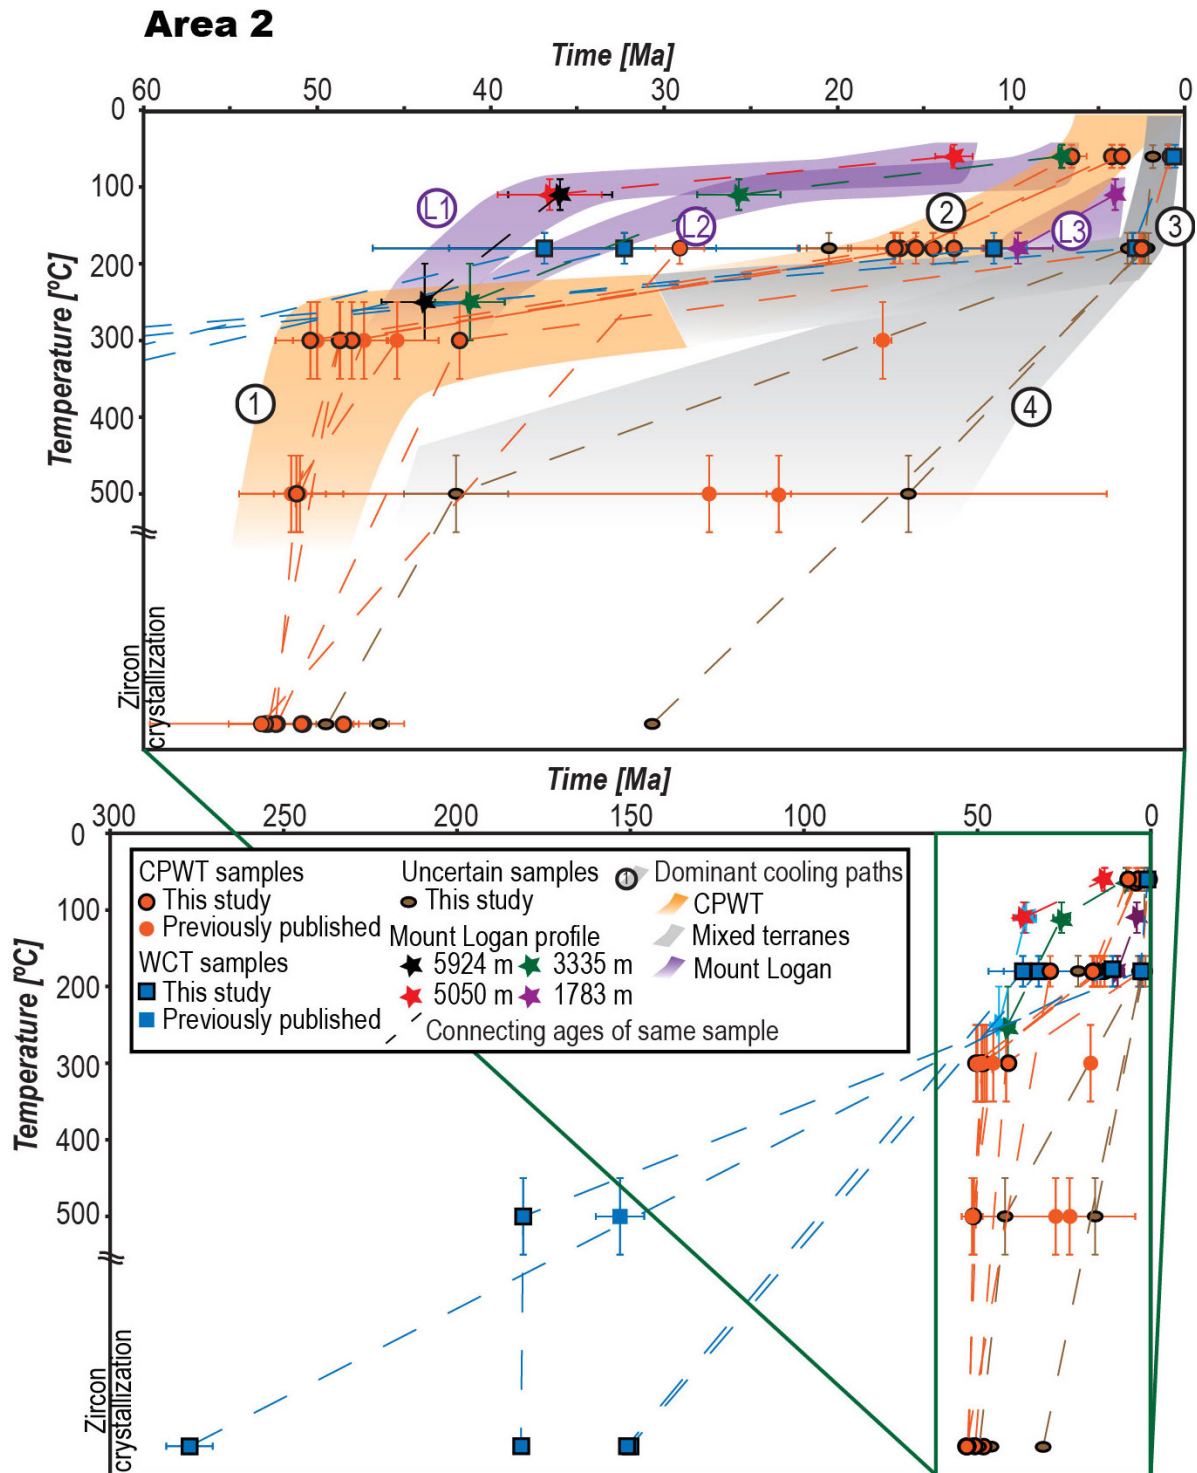 Area 2
Time [Ma]
60 50 40 30 20 10 0
Temperature [ºC]
0
100
200
300
400
500
Zircon
crystallization
L1
L2
2
L3
3
1
4
Time [Ma]
300 250 200 150 100 50 0
Temperature [ºC]
0
100
200
300
400
500
Zircon
crystallization
CPWT samples
This study
Previously published
WCT samples
This study
Previously published
Uncertain samples
This study
Mount Logan profile
5924 m 3335 m
5050 m 1783 m
Connecting ages of same sample
1 Dominant cooling paths
CPWT
Mixed terranes
Mount Logan